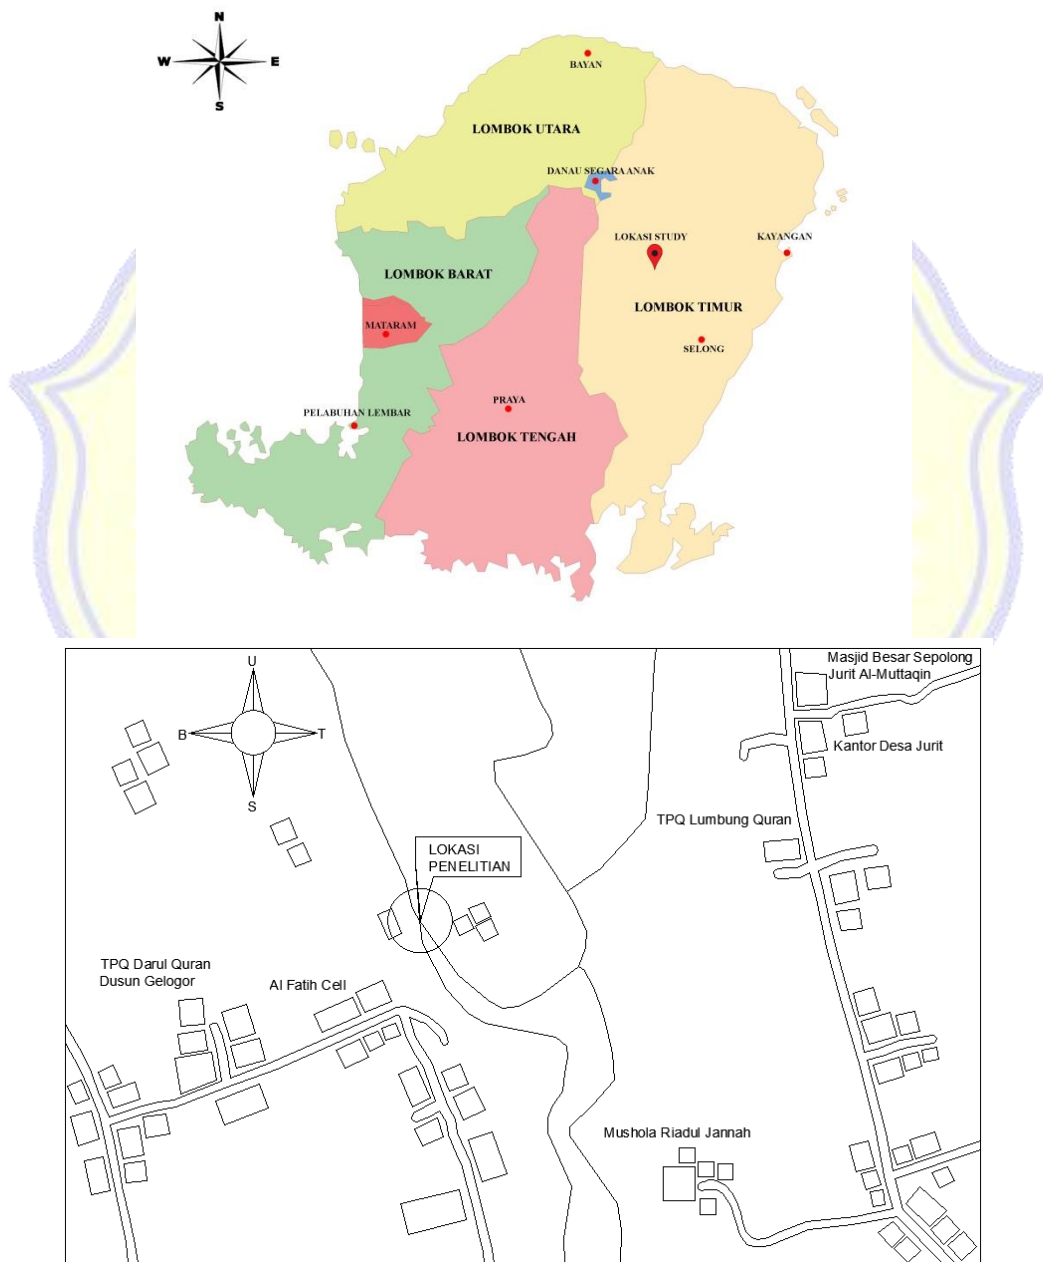 N
W
E
S
BAYAN
LOMBOK UTARA
DANAU SEGARA ANAK
LOKASI STUDY
KAYANGAN
LOMBOK BARAT
LOMBOK TIMUR
MATARAM
SELONG
PRAYA
PELABUHAN LEMBAR
LOMBOK TENGAH
U
B
T
S
Masjid Besar Sepolong
Jurit Al-Muttaqin
Kantor Desa Jurit
TPQ Lumbung Quran
LOKASI
PENELITIAN
TPQ Darul Quran
Dusun Gelogor
Al Fatih Cell
Mushola Riadul Jannah